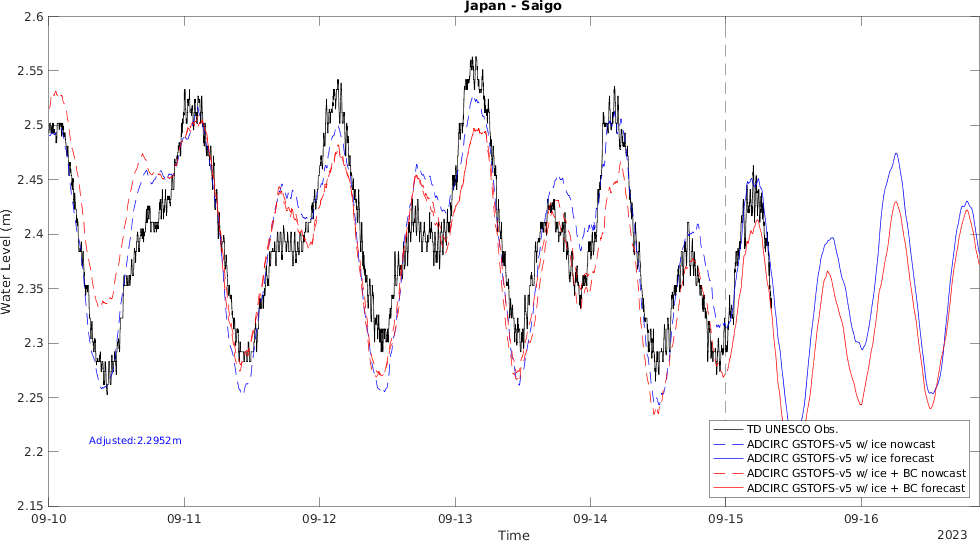 Japan - Saigo
2.6
2.55
2.5
2.45
2.4
2.35
2.3
2.25
2.2
2.15
Water Level (m)
Adjusted:2.2952m
TD UNESCO Obs.
ADCIRC GSTOFS-v5 w/ ice nowcast
ADCIRC GSTOFS-v5 w/ ice forecast
ADCIRC GSTOFS-v5 w/ ice + BC nowcast
ADCIRC GSTOFS-v5 w/ ice + BC forecast
09-10 09-11 09-12 09-13 09-14 09-15 09-16
Time
2023